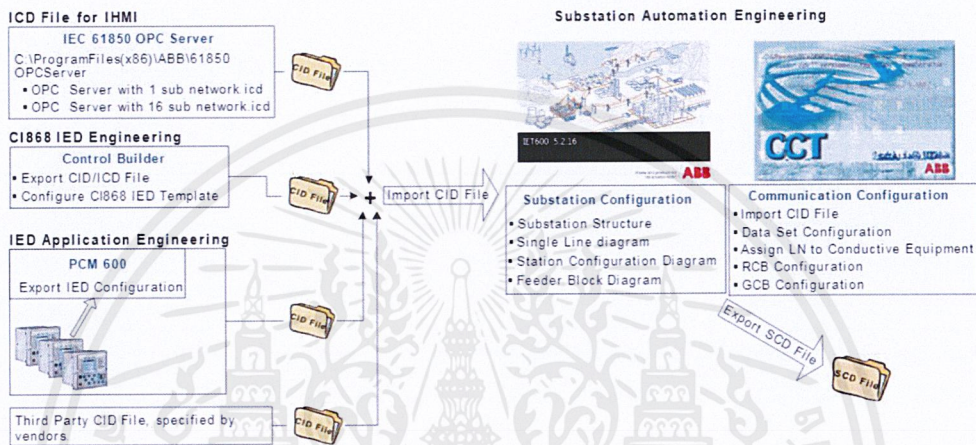 ICD File for IHMI
IEC 61850 OPC Server
C:\ProgramFiles(x86)\ABB\61850
OPCServer
▪ OPC Server with 1 sub network.icd
▪ OPC Server with 16 sub network.icd
CID File
CI868 IED Engineering
Control Builder
▪ Export CID/ICD File
▪ Configure CI868 IED Template
CID File
IED Application Engineering
PCM 600
Export IED Configuration
CID File
Third Party CID File, specified by
vendors.
CID File
+
Import CID File
Substation Automation Engineering
IET600 5.2.16
ABB
CCT
ABB
Substation Configuration
▪ Substation Structure
▪ Single Line diagram
▪ Station Configuration Diagram
▪ Feeder Block Diagram
Communication Configuration
▪ Import CID File
▪ Data Set Configuration
▪ Assign LN to Conductive Equipment
▪ RCB Configuration
▪ GCB Configuration
Export SCD File
SCD File